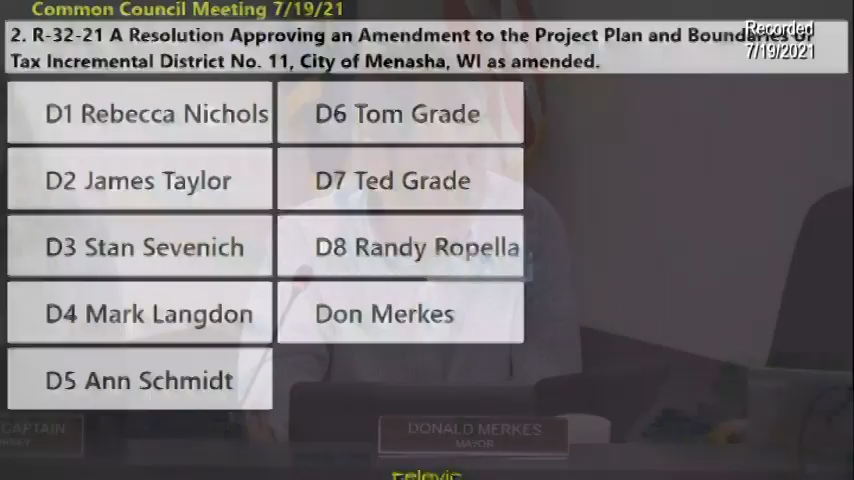 Common Council Meeting 7/19/21
2. R-32-21 A Resolution Approving an Amendment to the Project Plan and Boundaries of
Tax Incremental District No. 11, City of Menasha, WI as amended.
Recorded
7/19/2021
D1 Rebecca Nichols
D2 James Taylor
D3 Stan Sevenich
D4 Mark Langdon
D5 Ann Schmidt
D6 Tom Grade
D7 Ted Grade
D8 Randy Ropella
Don Merkes
CAPTAIN
DONALD MERKES
MAYOR